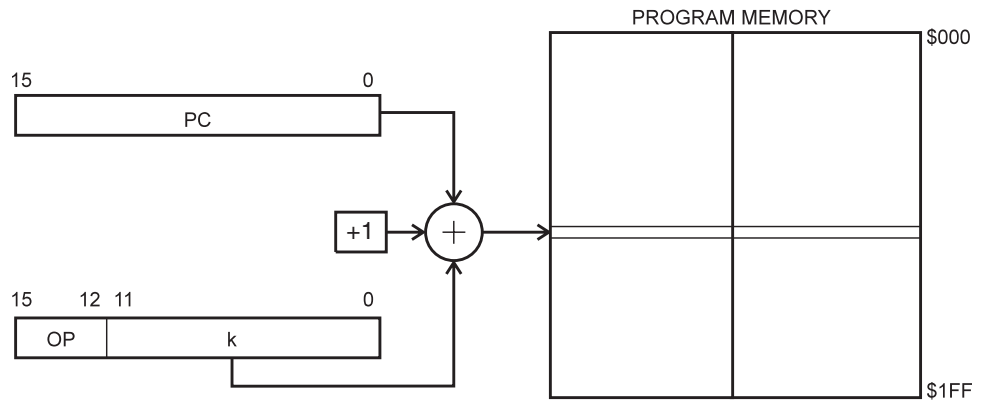 PROGRAM MEMORY
$000
15 0
PC
+1
+
15 12 11 0
OP k
$1FF